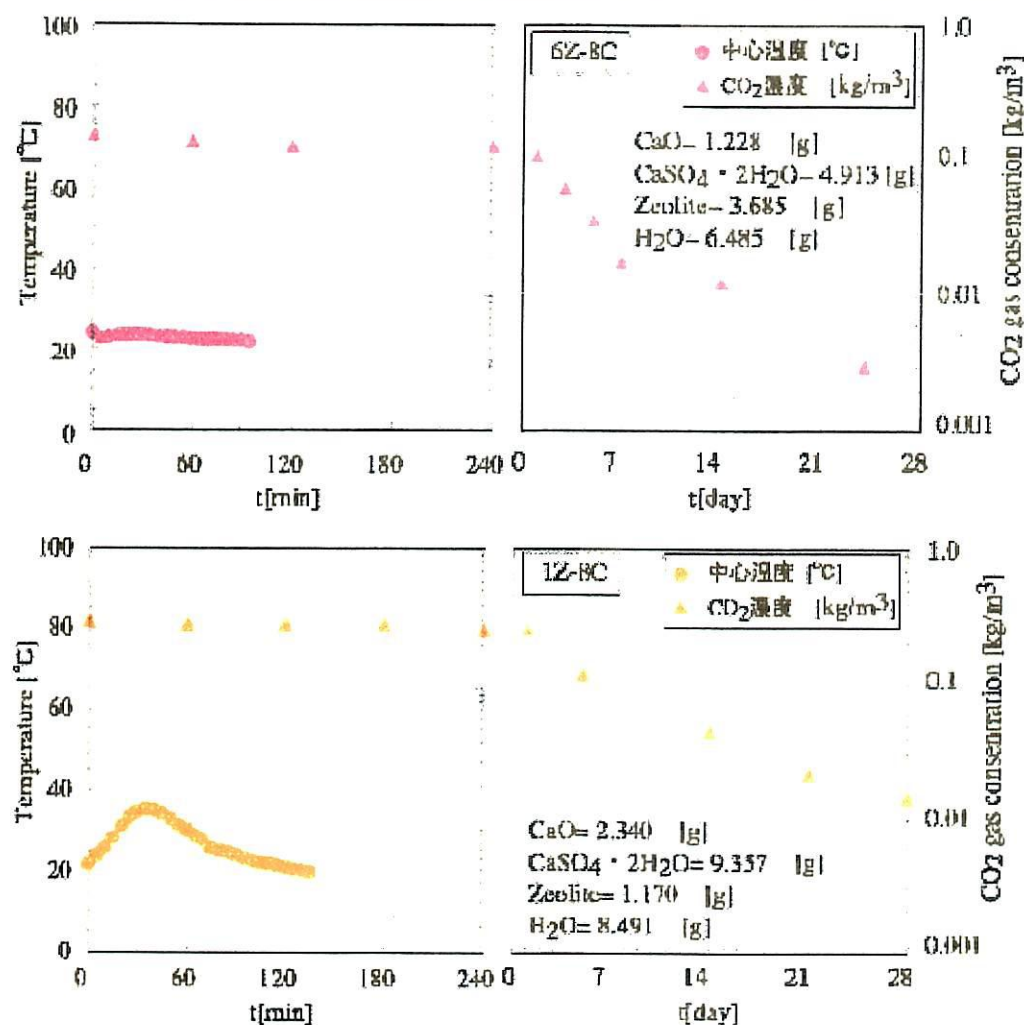 100
80
60
40
20
0
Temperature [℃]
0 60 120 180 240
t[min]
6Z-8C
中心温度 [℃]
CO2濃度 [kg/m3]
CaO=1.228 [g]
CaSO4・2H2O=4.913 [g]
Zeolite=3.685 [g]
H2O=6.485 [g]
0 7 14 21 28
t[day]
1.0
0.1
0.01
0.001
CO2 gas consentration [kg/m3]
100
80
60
40
20
0
Temperature [℃]
0 60 120 180 240
t[min]
1Z-8C
中心温度 [℃]
CO2濃度 [kg/m3]
CaO=2.340 [g]
CaSO4・2H2O=9.357 [g]
Zeolite=1.170 [g]
H2O=8.491 [g]
0 7 14 21 28
t[day]
1.0
0.1
0.01
0.001
CO2 gas consentration [kg/m3]